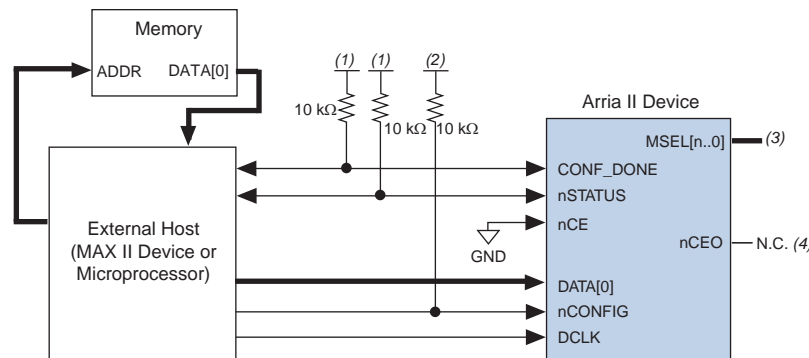 Memory
ADDR DATA[0]
(1) (1) (2)
10 kΩ 10 kΩ 10 kΩ
Arria II Device
MSEL[n..0] (3)
CONF_DONE
nSTATUS
nCE
GND
nCEO N.C. (4)
External Host
(MAX II Device or
Microprocessor)
DATA[0]
nCONFIG
DCLK